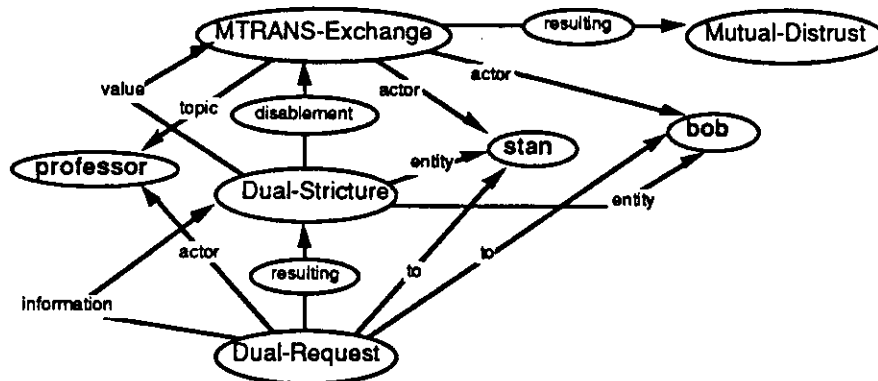 MTRANS-Exchange
resulting
Mutual-Distrust
value
topic
disablement
actor
actor
professor
stan
bob
entity
Dual-Stricture
entity
actor
information
resulting
to
to
Dual-Request